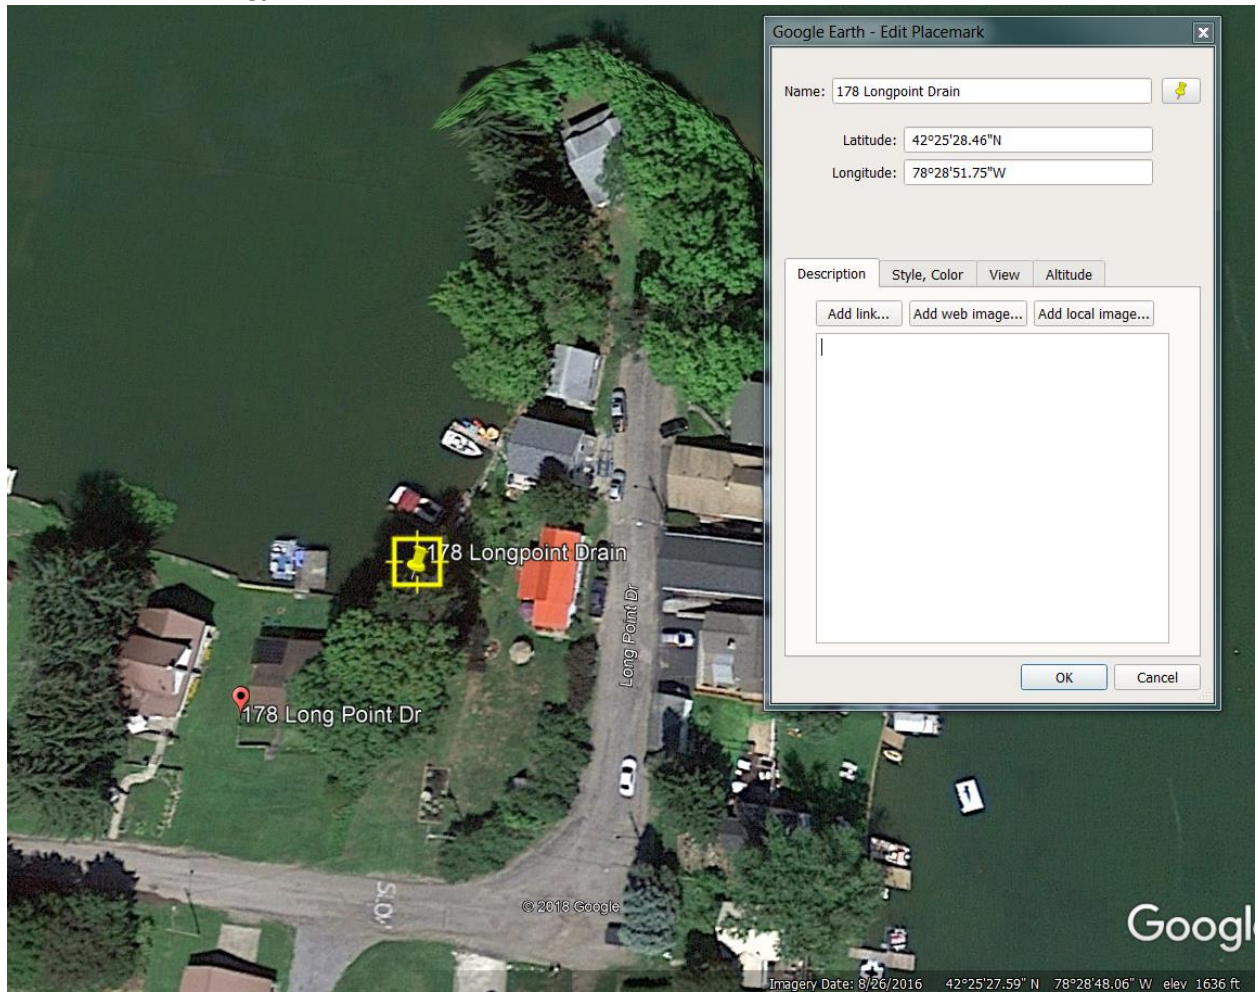 Google Earth - Edit Placemark
Name: 178 Longpoint Drain
Latitude: 42°25'28.46"N
Longitude: 78°28'51.75"W
Description Style, Color View Altitude
Add link... Add web image... Add local image...
178 Longpoint Drain
Long Point Dr
178 Long Point Dr
OK Cancel
© 2018 Google
Googl
Imagery Date: 8/26/2016 42°25'27.59" N 78°28'48.06" W elev 1636 ft